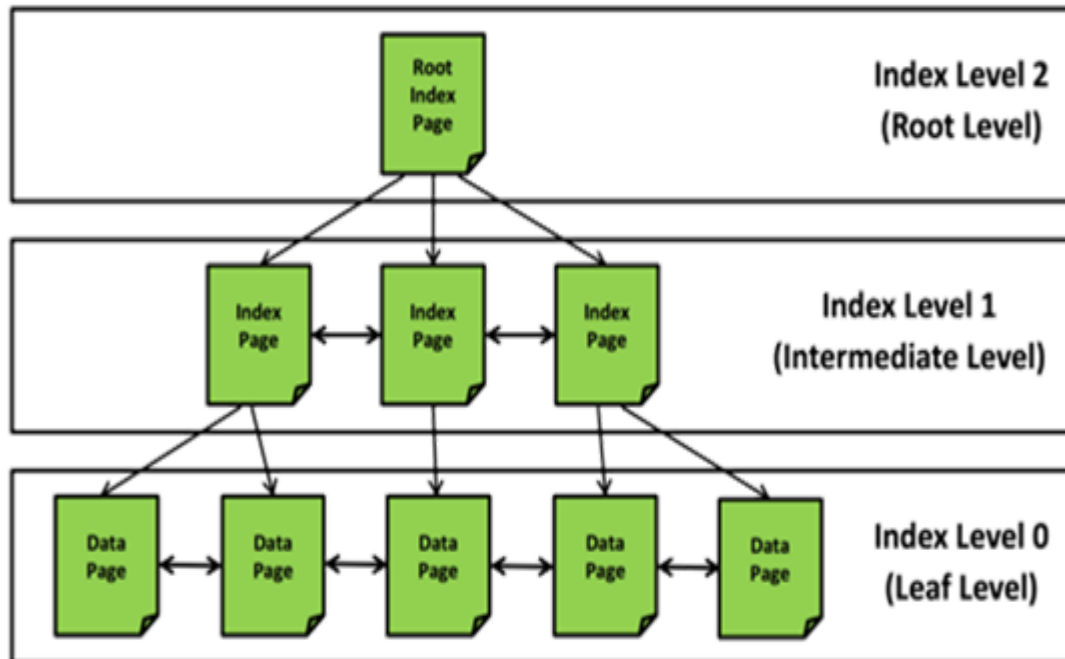 Root
Index
Page
Index Level 2
(Root Level)
Index
Page
Index
Page
Index
Page
Index Level 1
(Intermediate Level)
Data
Page
Data
Page
Data
Page
Data
Page
Data
Page
Index Level 0
(Leaf Level)